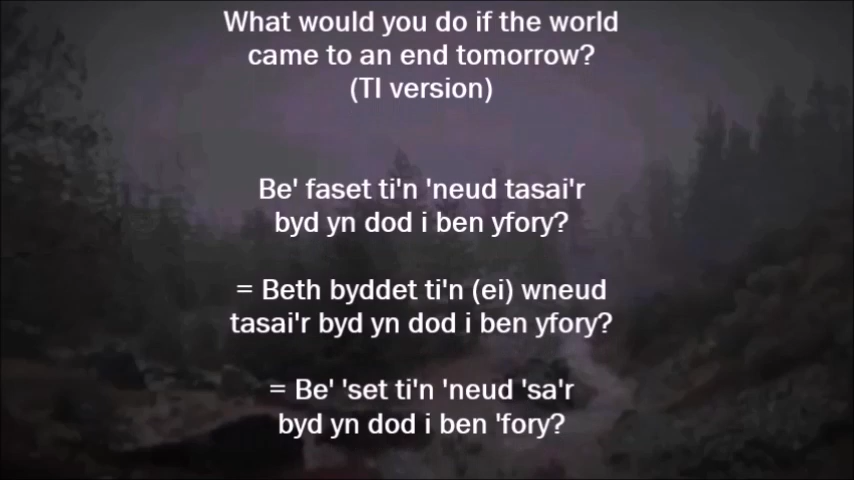 What would you do if the world
came to an end tomorrow?
(TI version)
Be' faset ti'n 'neud tasai'r
byd yn dod i ben yfory?
= Beth byddet ti'n (ei) wneud
tasai'r byd yn dod i ben yfory?
= Be' 'set ti'n 'neud 'sa'r
byd yn dod i ben 'fory?